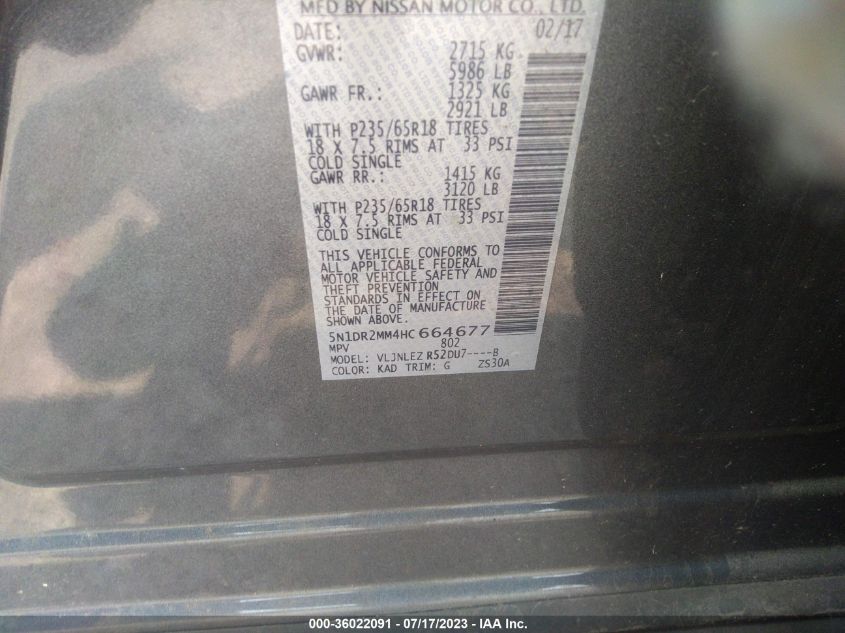 MFD BY NISSAN MOTOR CO., LTD.
DATE: 02/17
GVWR: 2715 KG
5986 LB
GAWR FR.: 1325 KG
2921 LB
WITH P235/65R18 TIRES
18 X 7.5 RIMS AT 33 PSI
COLD SINGLE
GAWR RR.: 1415 KG
3120 LB
WITH P235/65R18 TIRES
18 X 7.5 RIMS AT 33 PSI
COLD SINGLE
THIS VEHICLE CONFORMS TO
ALL APPLICABLE FEDERAL
MOTOR VEHICLE SAFETY AND
THEFT PREVENTION
STANDARDS IN EFFECT ON
THE DATE OF MANUFACTURE
SHOWN ABOVE.
5N1DR2MM4HC664677
MPV 802
MODEL: VLJNLEZ R52DU7----B
COLOR: KAD TRIM: G ZS30A
000-36022091 - 07/17/2023 - IAA Inc.